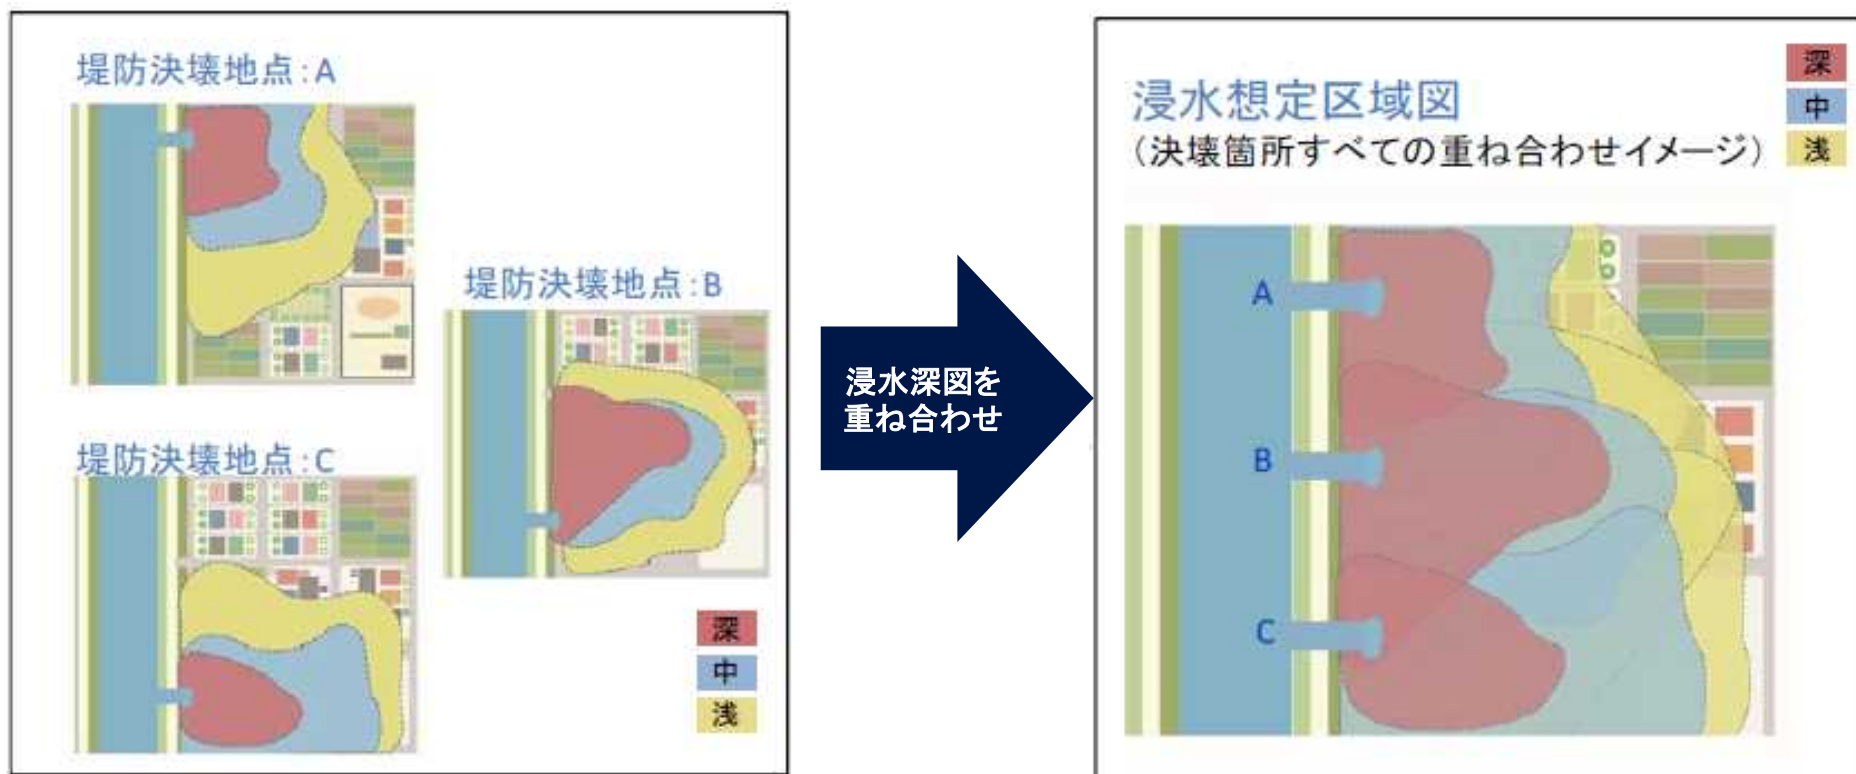 堤防決壊地点:A
堤防決壊地点:B
堤防決壊地点:C
深
中
浅
浸水深図を
重ね合わせ
浸水想定区域図
(決壊箇所すべての重ね合わせイメージ)
深
中
浅
A
B
C